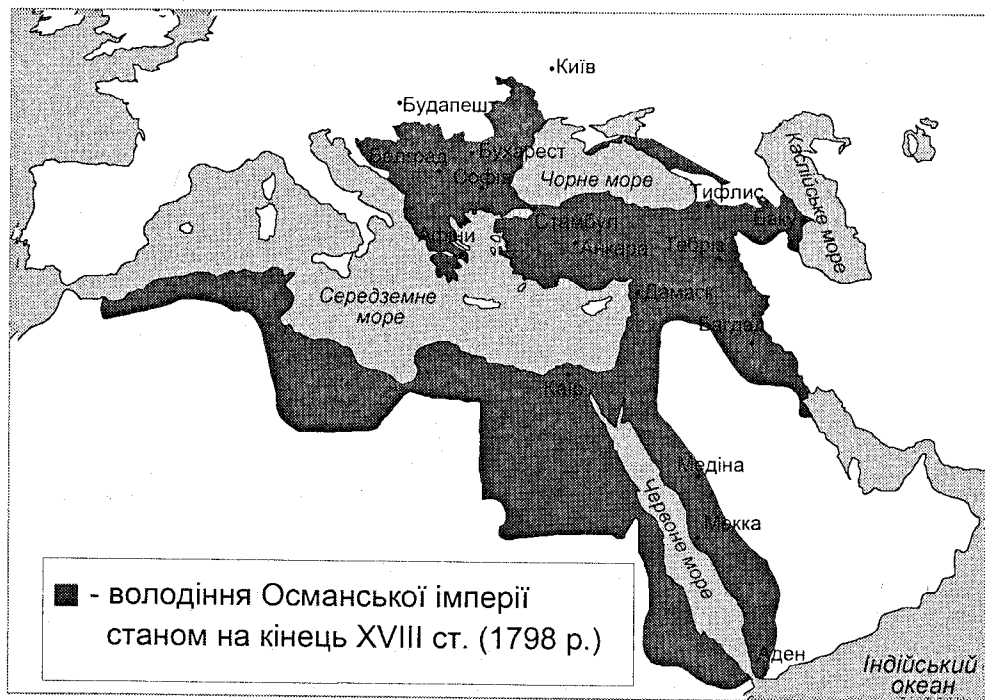 Київ
Будапешт
Белград
Бухарест
Софія
Чорне море
Тифлис
Баку
Каспійське море
Стамбул
Афіни
Анкара
Тебріз
Середземне
море
Дамаск
Багдад
Каїр
Медіна
Мекка
Червоне море
Аден
Індійський
океан
- володіння Османської імперії
станом на кінець XVIII ст. (1798 р.)